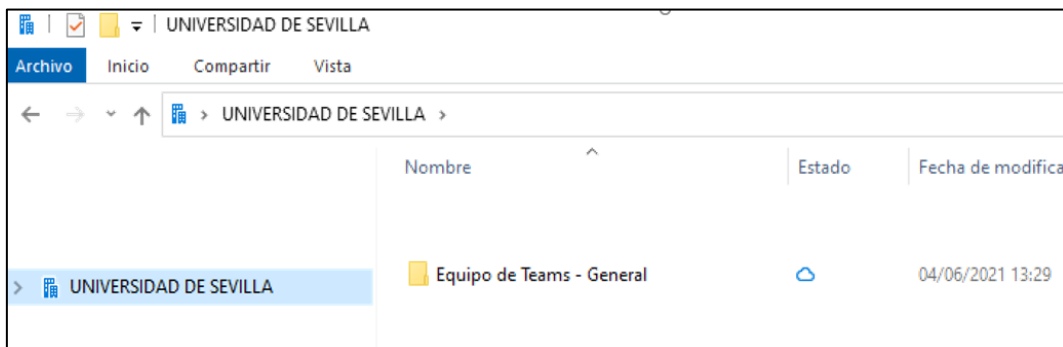 UNIVERSIDAD DE SEVILLA
Archivo Inicio Compartir Vista
UNIVERSIDAD DE SEVILLA
Nombre Estado Fecha de modifica
UNIVERSIDAD DE SEVILLA Equipo de Teams - General 04/06/2021 13:29